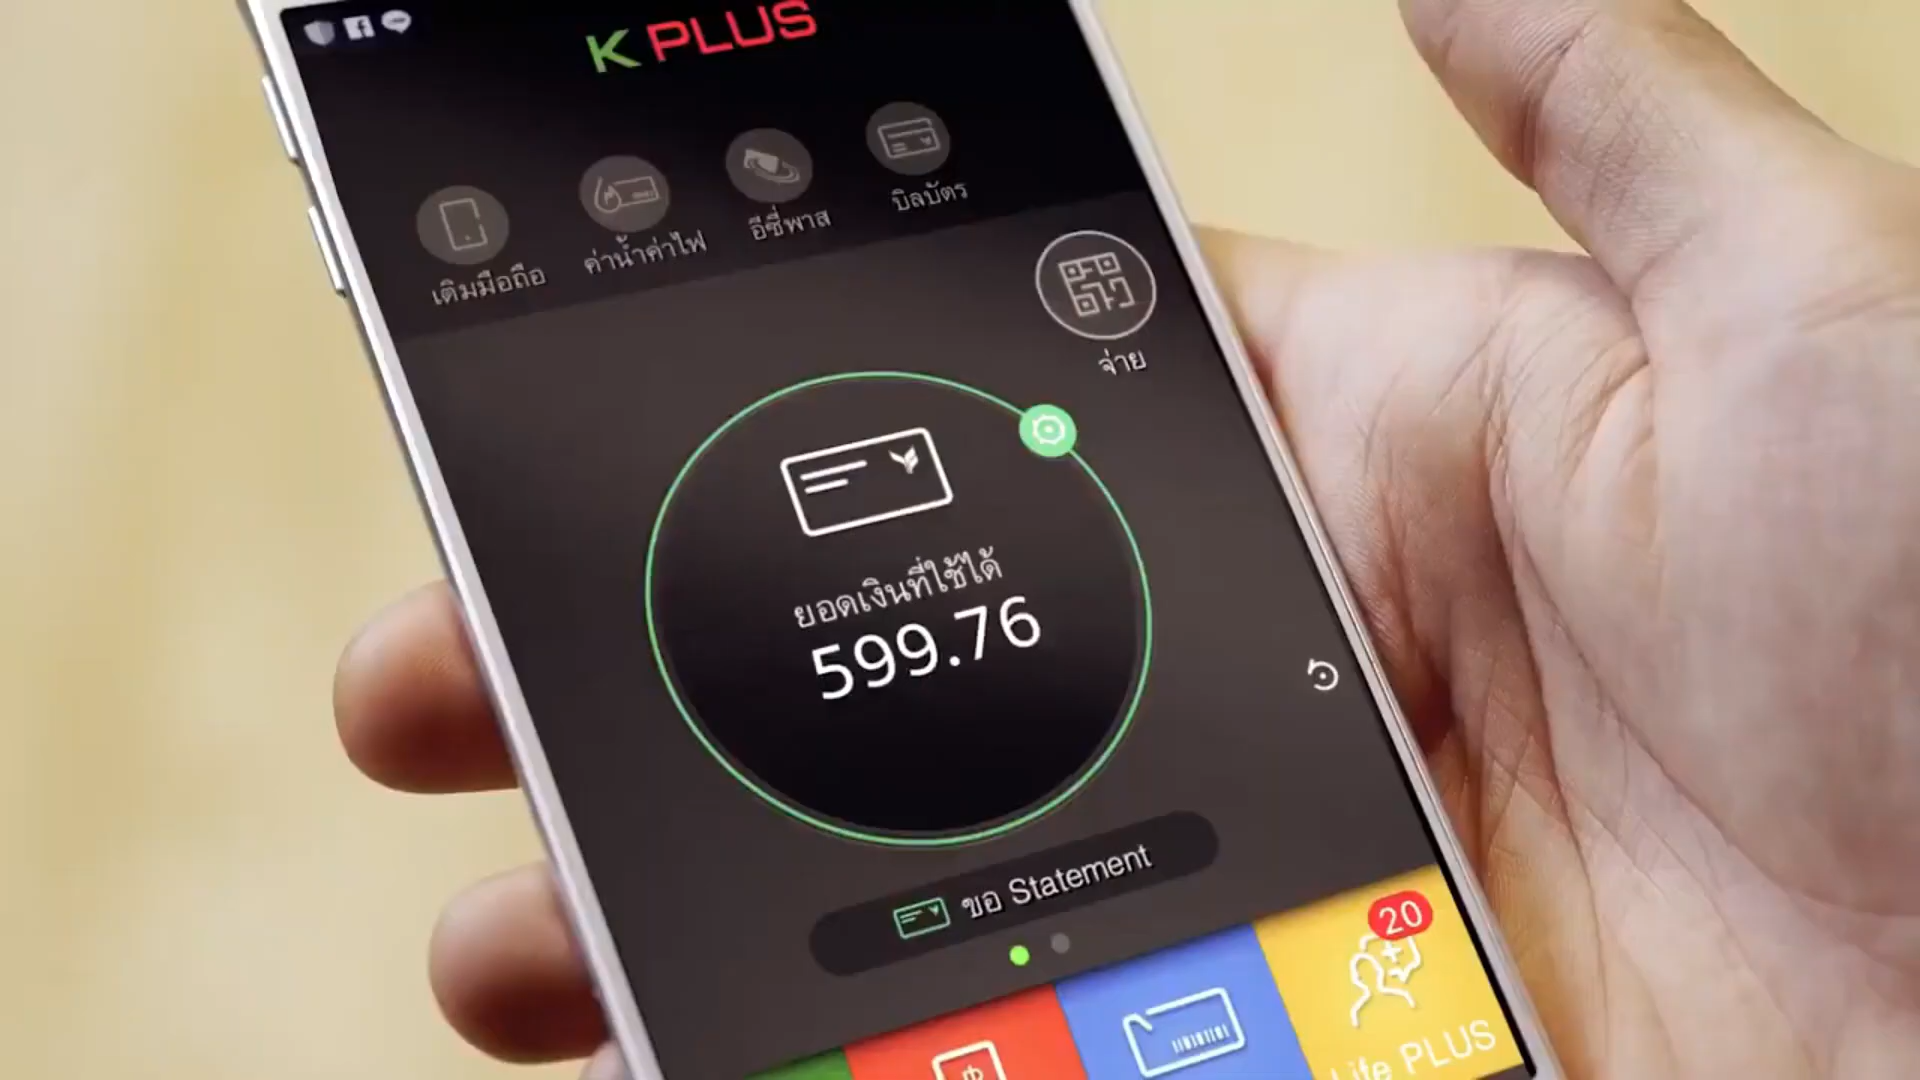 K PLUS
เติมมือถือ
ค่าน้ำค่าไฟ
อีซี่พาส
บิลบัตร
จ่าย
ยอดเงินที่ใช้ได้
599.76
ขอ Statement
20
Life PLUS